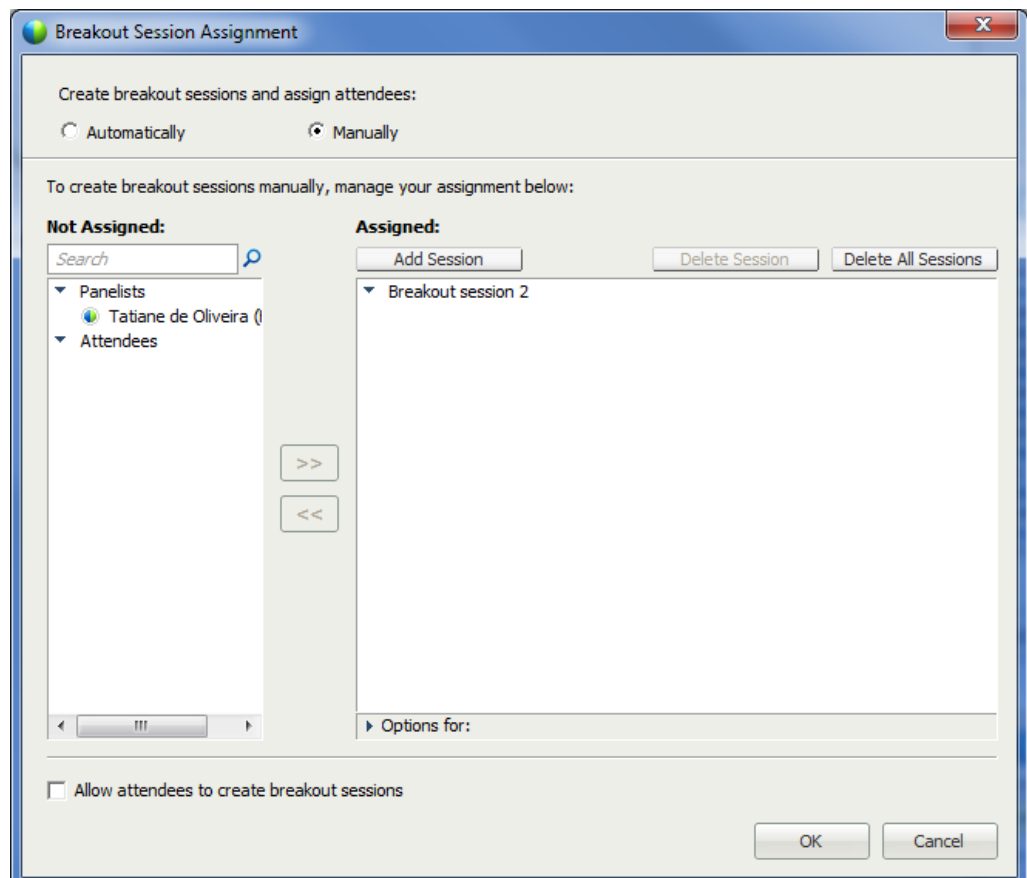 Breakout Session Assignment
Create breakout sessions and assign attendees:
Automatically Manually
To create breakout sessions manually, manage your assignment below:
Not Assigned: Assigned:
Search Add Session Delete Session Delete All Sessions
Panelists Breakout session 2
Tatiane de Oliveira (
Attendees
>>
<<
Options for:
Allow attendees to create breakout sessions
OK Cancel